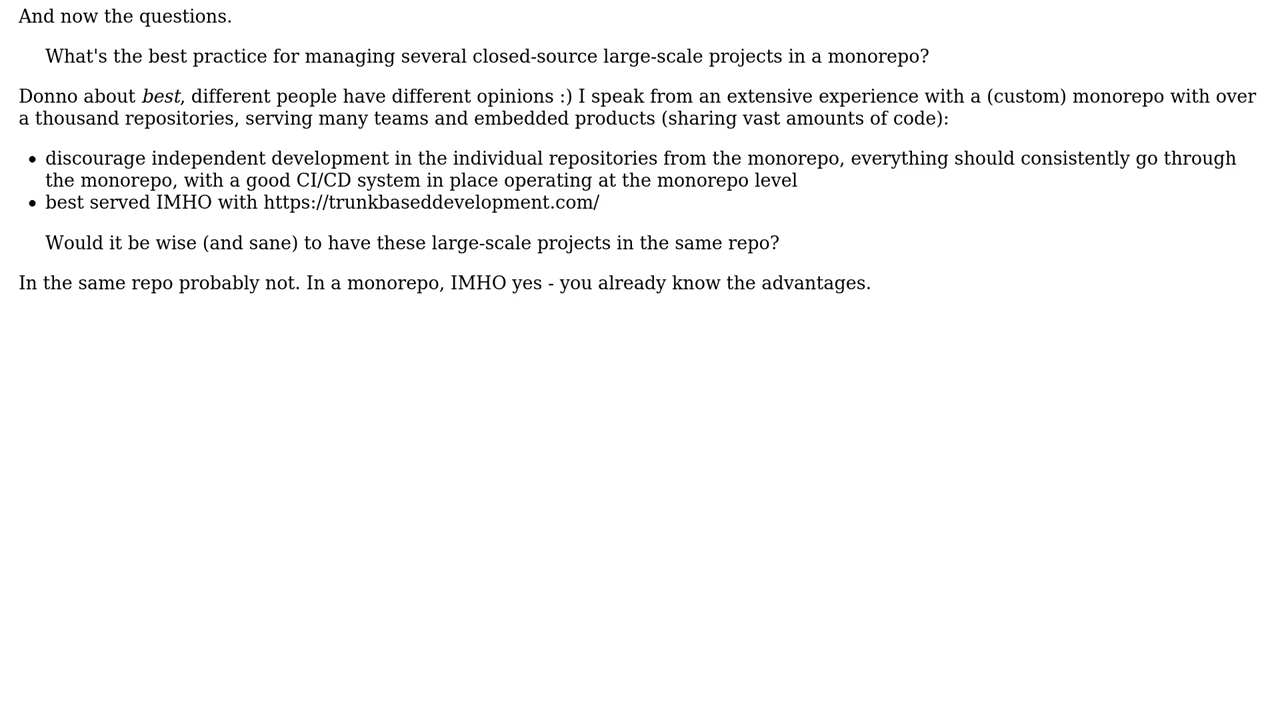 And now the questions.
What's the best practice for managing several closed-source large-scale projects in a monorepo?
Donno about best, different people have different opinions :) I speak from an extensive experience with a (custom) monorepo with over
a thousand repositories, serving many teams and embedded products (sharing vast amounts of code):
• discourage independent development in the individual repositories from the monorepo, everything should consistently go through
the monorepo, with a good CI/CD system in place operating at the monorepo level
• best served IMHO with https://trunkbaseddevelopment.com/
Would it be wise (and sane) to have these large-scale projects in the same repo?
In the same repo probably not. In a monorepo, IMHO yes - you already know the advantages.